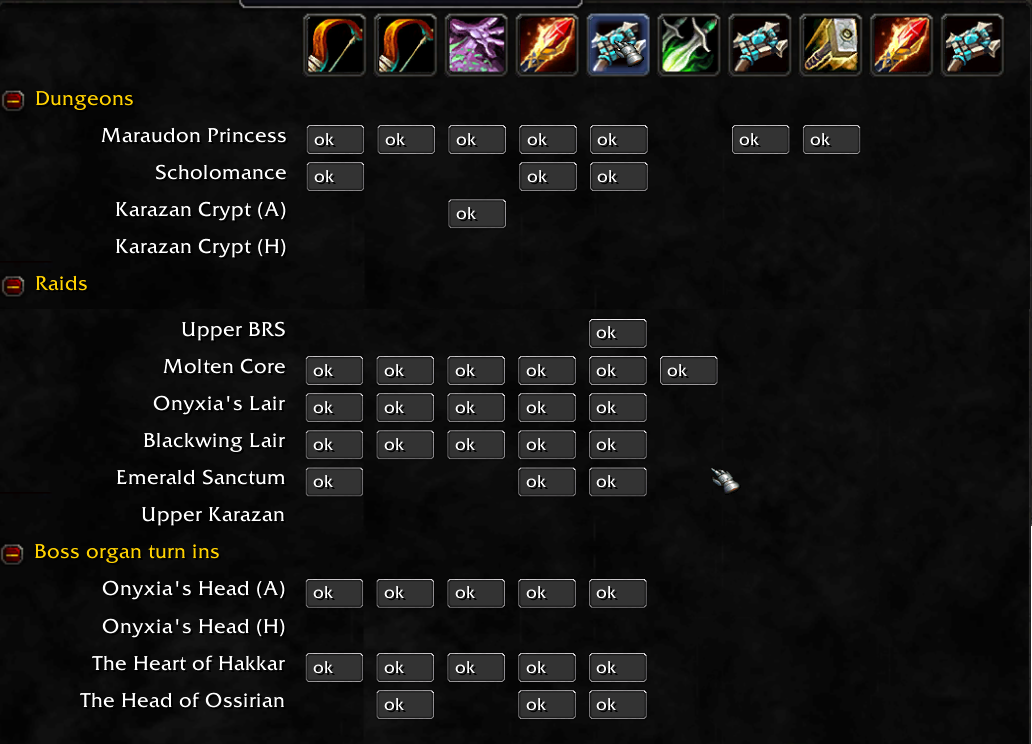 Dungeons
Maraudon Princess ok ok ok ok ok ok ok
Scholomance ok ok ok
Karazan Crypt (A) ok
Karazan Crypt (H)
Raids
Upper BRS ok
Molten Core ok ok ok ok ok ok
Onyxia's Lair ok ok ok ok ok
Blackwing Lair ok ok ok ok ok
Emerald Sanctum ok ok ok
Upper Karazan
Boss organ turn ins
Onyxia's Head (A) ok ok ok ok ok
Onyxia's Head (H)
The Heart of Hakkar ok ok ok ok ok
The Head of Ossirian ok ok ok